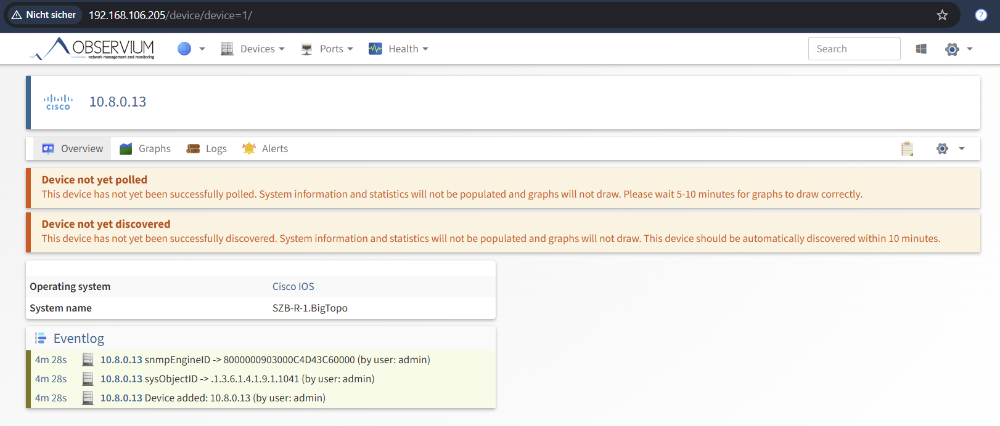 Nicht sicher 192.168.106.205/device/device=1/
OBSERVIUM
network management and monitoring
Devices Ports Health Search
CISCO 10.8.0.13
Overview Graphs Logs Alerts
Device not yet polled
This device has not yet been successfully polled. System information and statistics will not be populated and graphs will not draw. Please wait 5-10 minutes for graphs to draw correctly.
Device not yet discovered
This device has not yet been successfully discovered. System information and statistics will not be populated and graphs will not draw. This device should be automatically discovered within 10 minutes.
Operating system Cisco IOS
System name SZB-R-1.BigTopo
Eventlog
4m 28s 10.8.0.13 snmpEngineID -> 8000000903000C4D43C60000 (by user: admin)
4m 28s 10.8.0.13 sysObjectID -> .1.3.6.1.4.1.9.1.1041 (by user: admin)
4m 28s 10.8.0.13 Device added: 10.8.0.13 (by user: admin)